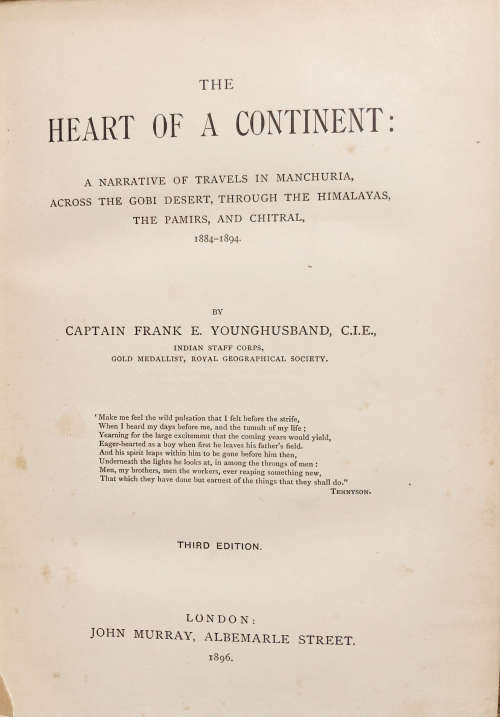 THE
HEART OF A CONTINENT:
A NARRATIVE OF TRAVELS IN MANCHURIA,
ACROSS THE GOBI DESERT, THROUGH THE HIMALAYAS,
THE PAMIRS, AND CHITRAL,
1884–1894.
BY
CAPTAIN FRANK E. YOUNGHUSBAND, C.I.E.,
INDIAN STAFF CORPS,
GOLD MEDALLIST, ROYAL GEOGRAPHICAL SOCIETY.
'Make me feel the wild pulsation that I felt before the strife,
When I heard my days before me, and the tumult of my life;
Yearning for the large excitement that the coming years would yield,
Eager-hearted as a boy when first he leaves his father's field.
And his spirit leaps within him to be gone before him then,
Underneath the lights he looks at, in among the throngs of men:
Men, my brothers, men the workers, ever reaping something new,
That which they have done but earnest of the things that they shall do."
TENNYSON.
THIRD EDITION.
LONDON:
JOHN MURRAY, ALBEMARLE STREET.
1896.